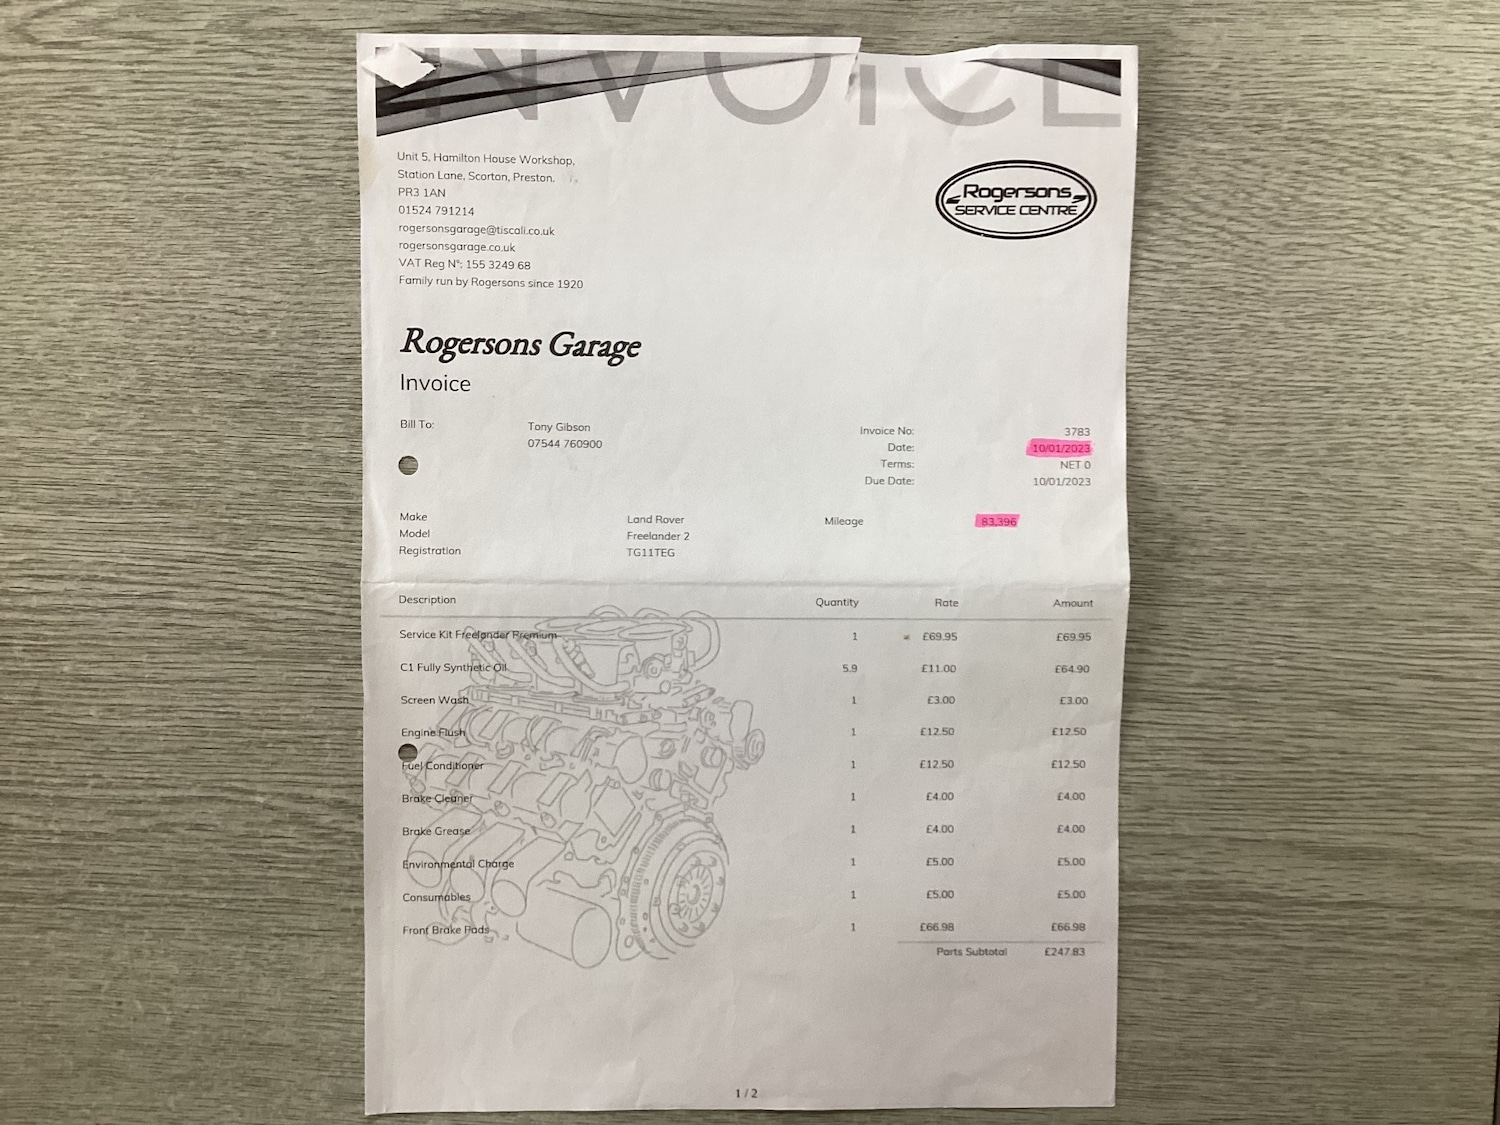 INVOICE
Unit 5, Hamilton House Workshop,
Station Lane, Scorton, Preston.
PR3 1AN
01524 791214
rogersonsgarage@tiscali.co.uk
rogersonsgarage.co.uk
VAT Reg N°: 155 3249 68
Family run by Rogersons since 1920
Rogersons
SERVICE CENTRE
Rogersons Garage
Invoice
Bill To: Tony Gibson
07544 760900
Invoice No: 3783
Date: 10/01/2023
Terms: NET 0
Due Date: 10/01/2023
Make Land Rover Mileage 83,396
Model Freelander 2
Registration TG11TEG
Description Quantity Rate Amount
Service Kit Freelander Premium 1 £69.95 £69.95
C1 Fully Synthetic Oil 5.9 £11.00 £64.90
Screen Wash 1 £3.00 £3.00
Engine Flush 1 £12.50 £12.50
Fuel Conditioner 1 £12.50 £12.50
Brake Cleaner 1 £4.00 £4.00
Brake Grease 1 £4.00 £4.00
Environmental Charge 1 £5.00 £5.00
Consumables 1 £5.00 £5.00
Front Brake Pads 1 £66.98 £66.98
Parts Subtotal £247.83
1 / 2